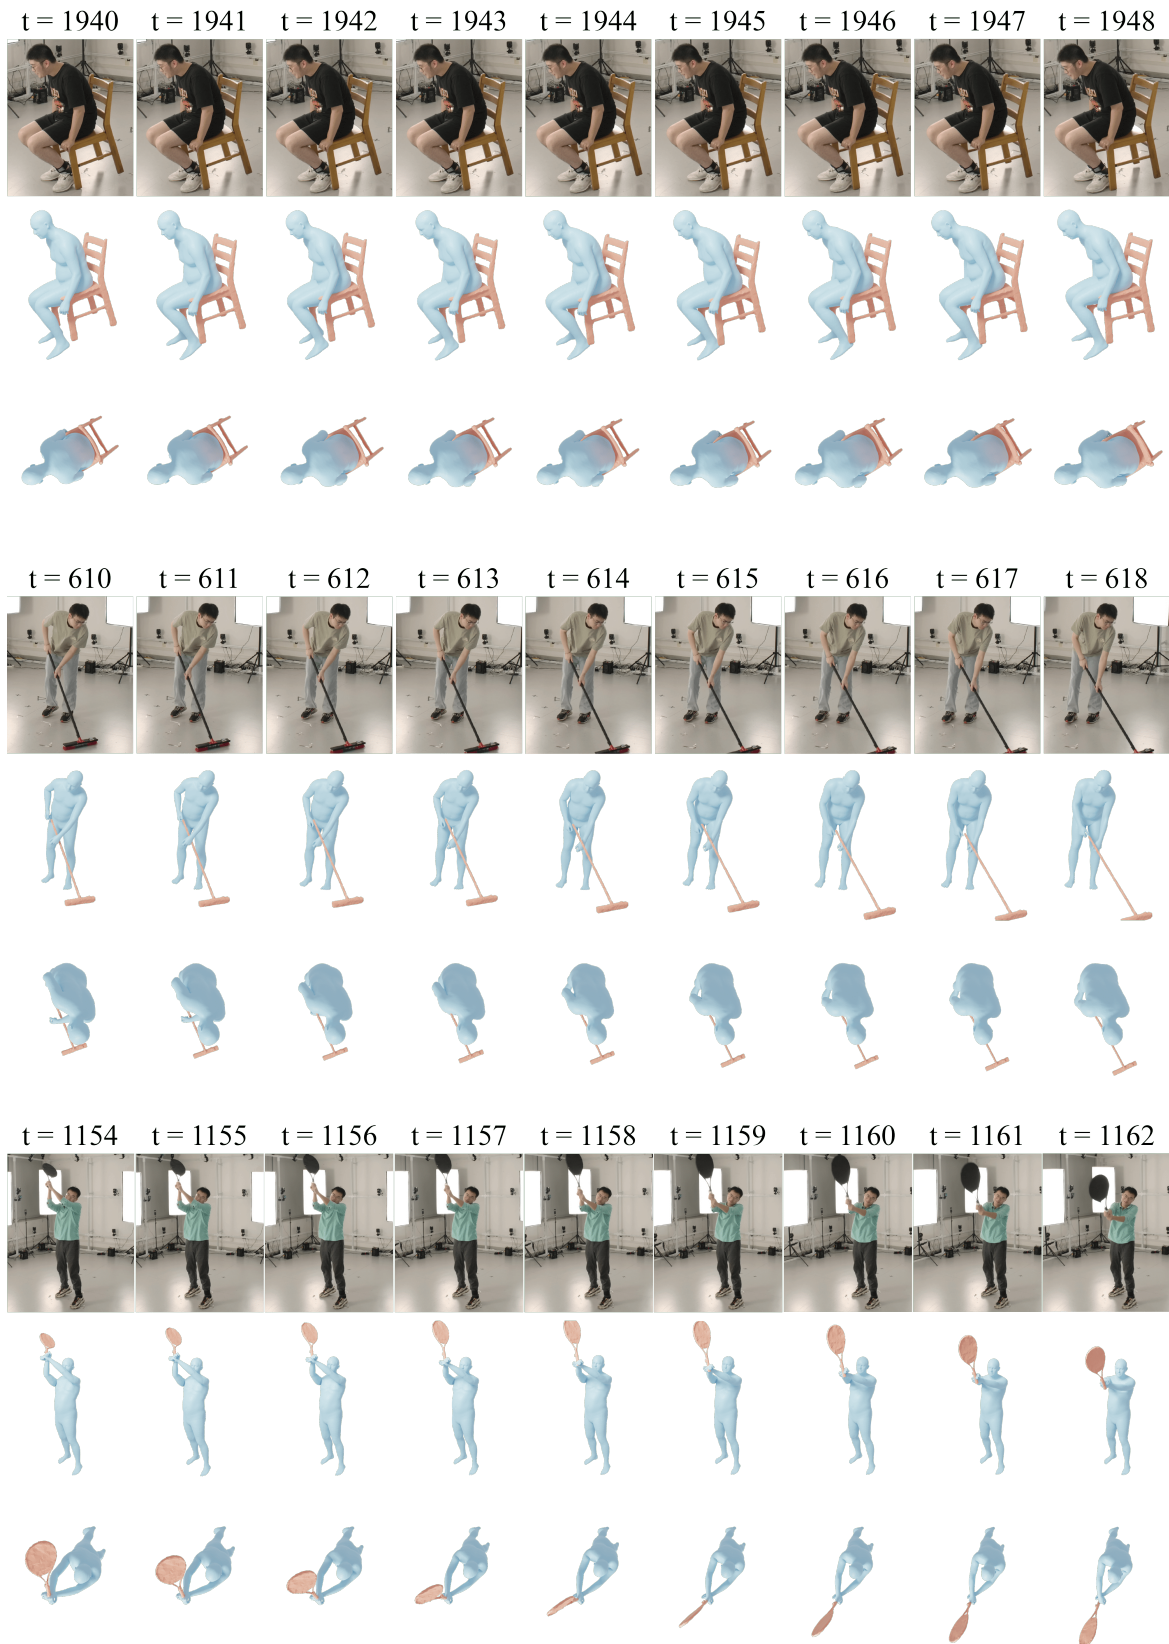 t = 1940 t = 1941 t = 1942 t = 1943 t = 1944 t = 1945 t = 1946 t = 1947 t = 1948
t = 610 t = 611 t = 612 t = 613 t = 614 t = 615 t = 616 t = 617 t = 618
t = 1154 t = 1155 t = 1156 t = 1157 t = 1158 t = 1159 t = 1160 t = 1161 t = 1162